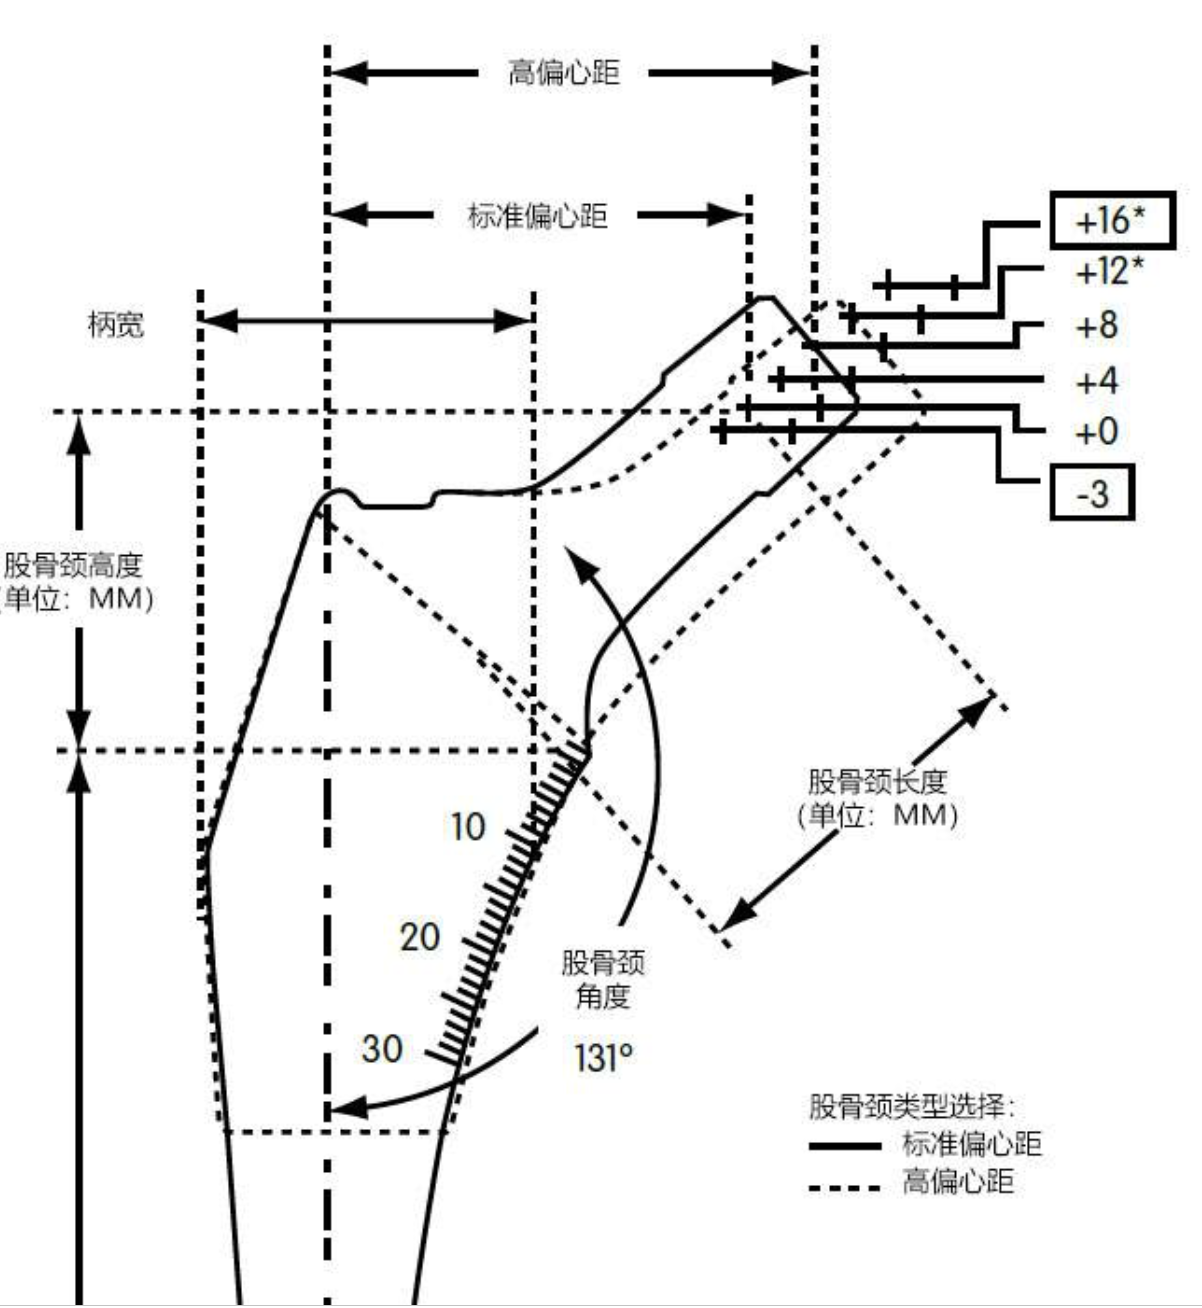 高偏心距
标准偏心距
+16*
+12*
柄宽
+8
+4
+0
-3
股骨颈高度
(单位：MM)
股骨颈长度
(单位：MM)
10
20
股骨颈
角度
30
131°
股骨颈类型选择：
标准偏心距
高偏心距